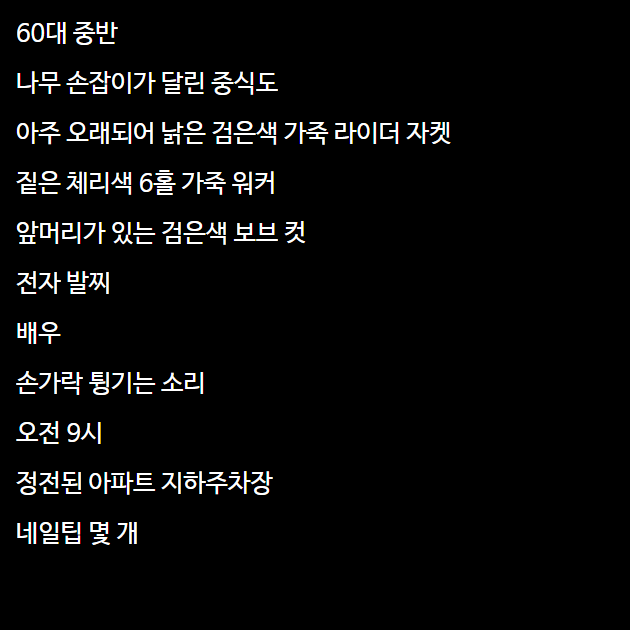 60대 중반
나무 손잡이가 달린 중식도
아주 오래되어 낡은 검은색 가죽 라이더 자켓
짙은 체리색 6홀 가죽 워커
앞머리가 있는 검은색 보브 컷
전자 발찌
배우
손가락 튕기는 소리
오전 9시
정전된 아파트 지하주차장
네일팁 몇 개